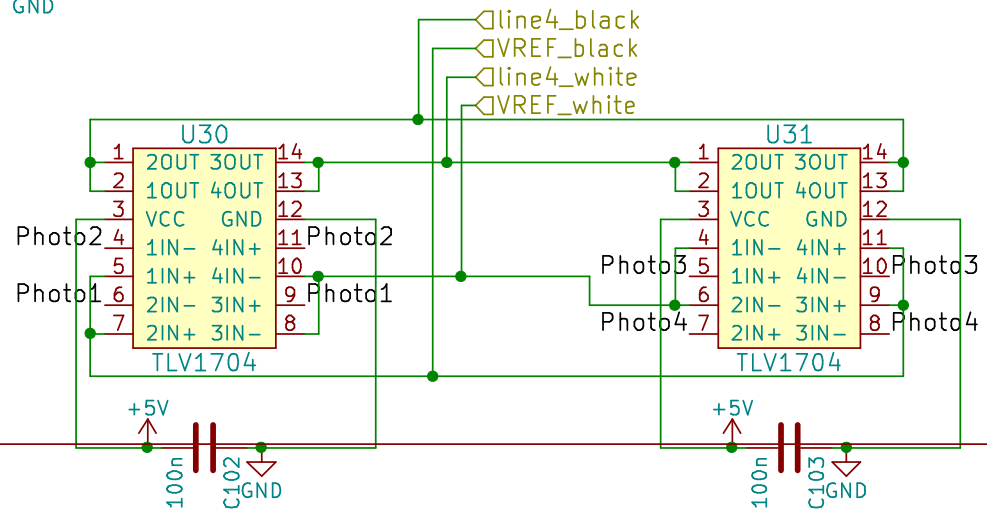 GND
line4_black
VREF_black
line4_white
VREF_white
U30
1 2OUT 3OUT 14
2 1OUT 4OUT 13
3 VCC GND 12
Photo2 4 1IN- 4IN+ 11 Photo2
5 1IN+ 4IN- 10
Photo1 6 2IN- 3IN+ 9 Photo1
7 2IN+ 3IN- 8
TLV1704
U31
1 2OUT 3OUT 14
2 1OUT 4OUT 13
3 VCC GND 12
4 1IN- 4IN+ 11
Photo3 5 1IN+ 4IN- 10 Photo3
6 2IN- 3IN+ 9
Photo4 7 2IN+ 3IN- 8 Photo4
TLV1704
+5V
100n
C102
GND
+5V
100n
C103
GND